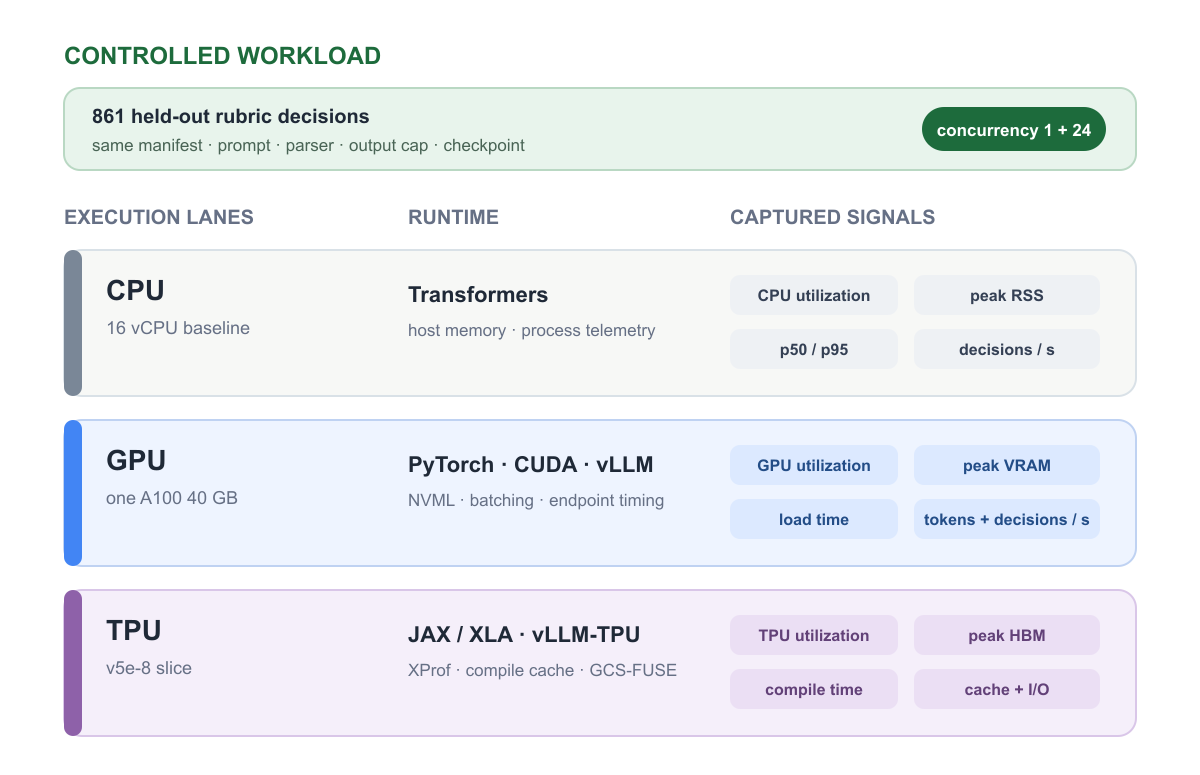 CONTROLLED WORKLOAD
861 held-out rubric decisions
same manifest · prompt · parser · output cap · checkpoint
concurrency 1 + 24
EXECUTION LANES
RUNTIME
CAPTURED SIGNALS
CPU
16 vCPU baseline
Transformers
host memory · process telemetry
CPU utilization
peak RSS
p50 / p95
decisions / s
GPU
one A100 40 GB
PyTorch · CUDA · vLLM
NVML · batching · endpoint timing
GPU utilization
peak VRAM
load time
tokens + decisions / s
TPU
v5e-8 slice
JAX / XLA · vLLM-TPU
XProf · compile cache · GCS-FUSE
TPU utilization
peak HBM
compile time
cache + I/O